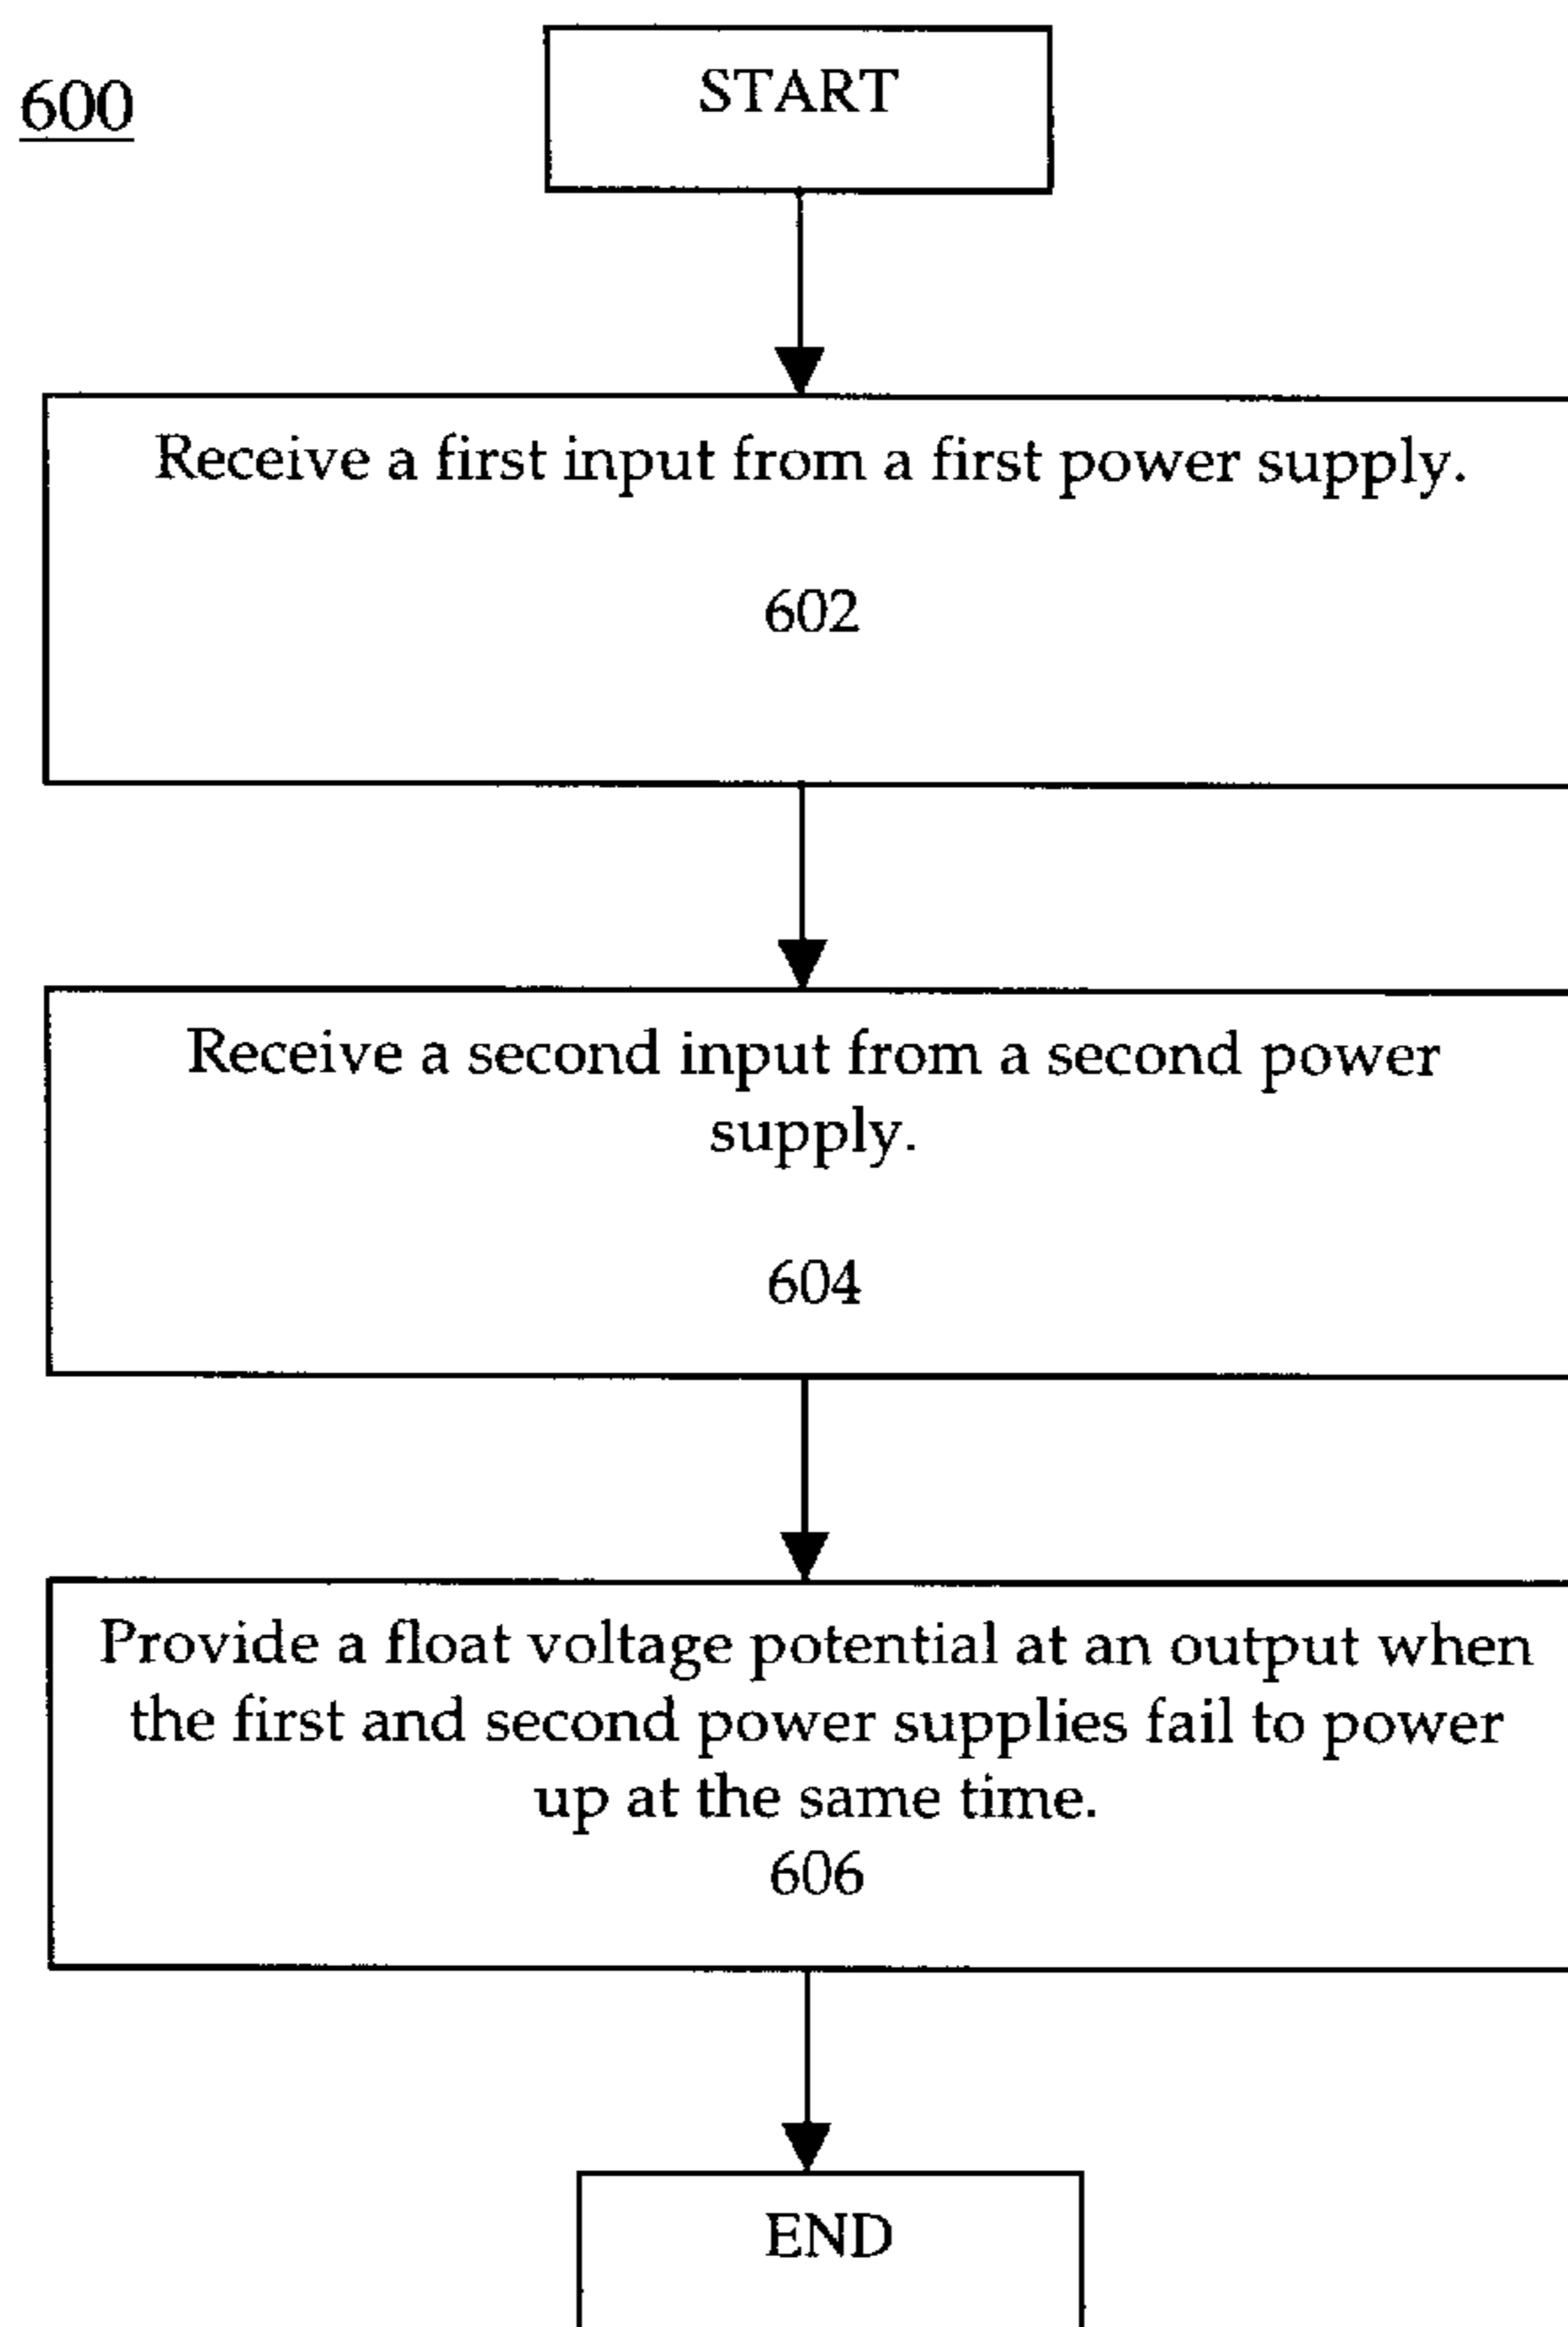 600
START
Receive a first input from a first power supply.
602
Receive a second input from a second power
supply.
604
Provide a float voltage potential at an output when
the first and second power supplies fail to power
up at the same time.
606
END